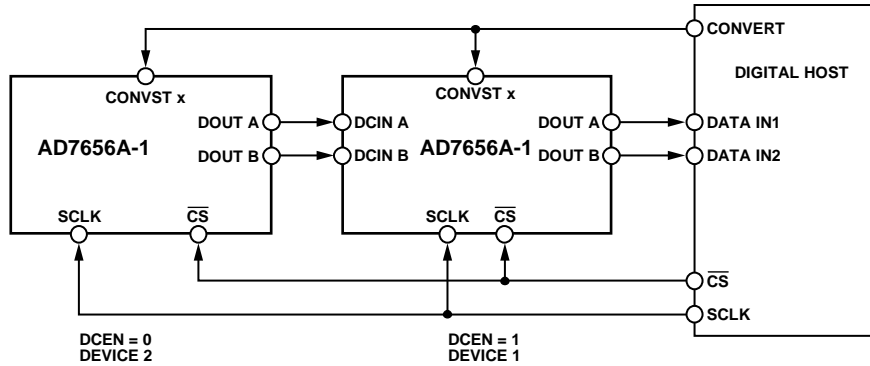 CONVERT
DIGITAL HOST
CONVST x
CONVST x
DOUT A
DCIN A
DOUT A
DATA IN1
AD7656A-1
AD7656A-1
DOUT B
DCIN B
DOUT B
DATA IN2
SCLK
CS
SCLK
CS
CS
SCLK
DCEN = 0
DEVICE 2
DCEN = 1
DEVICE 1